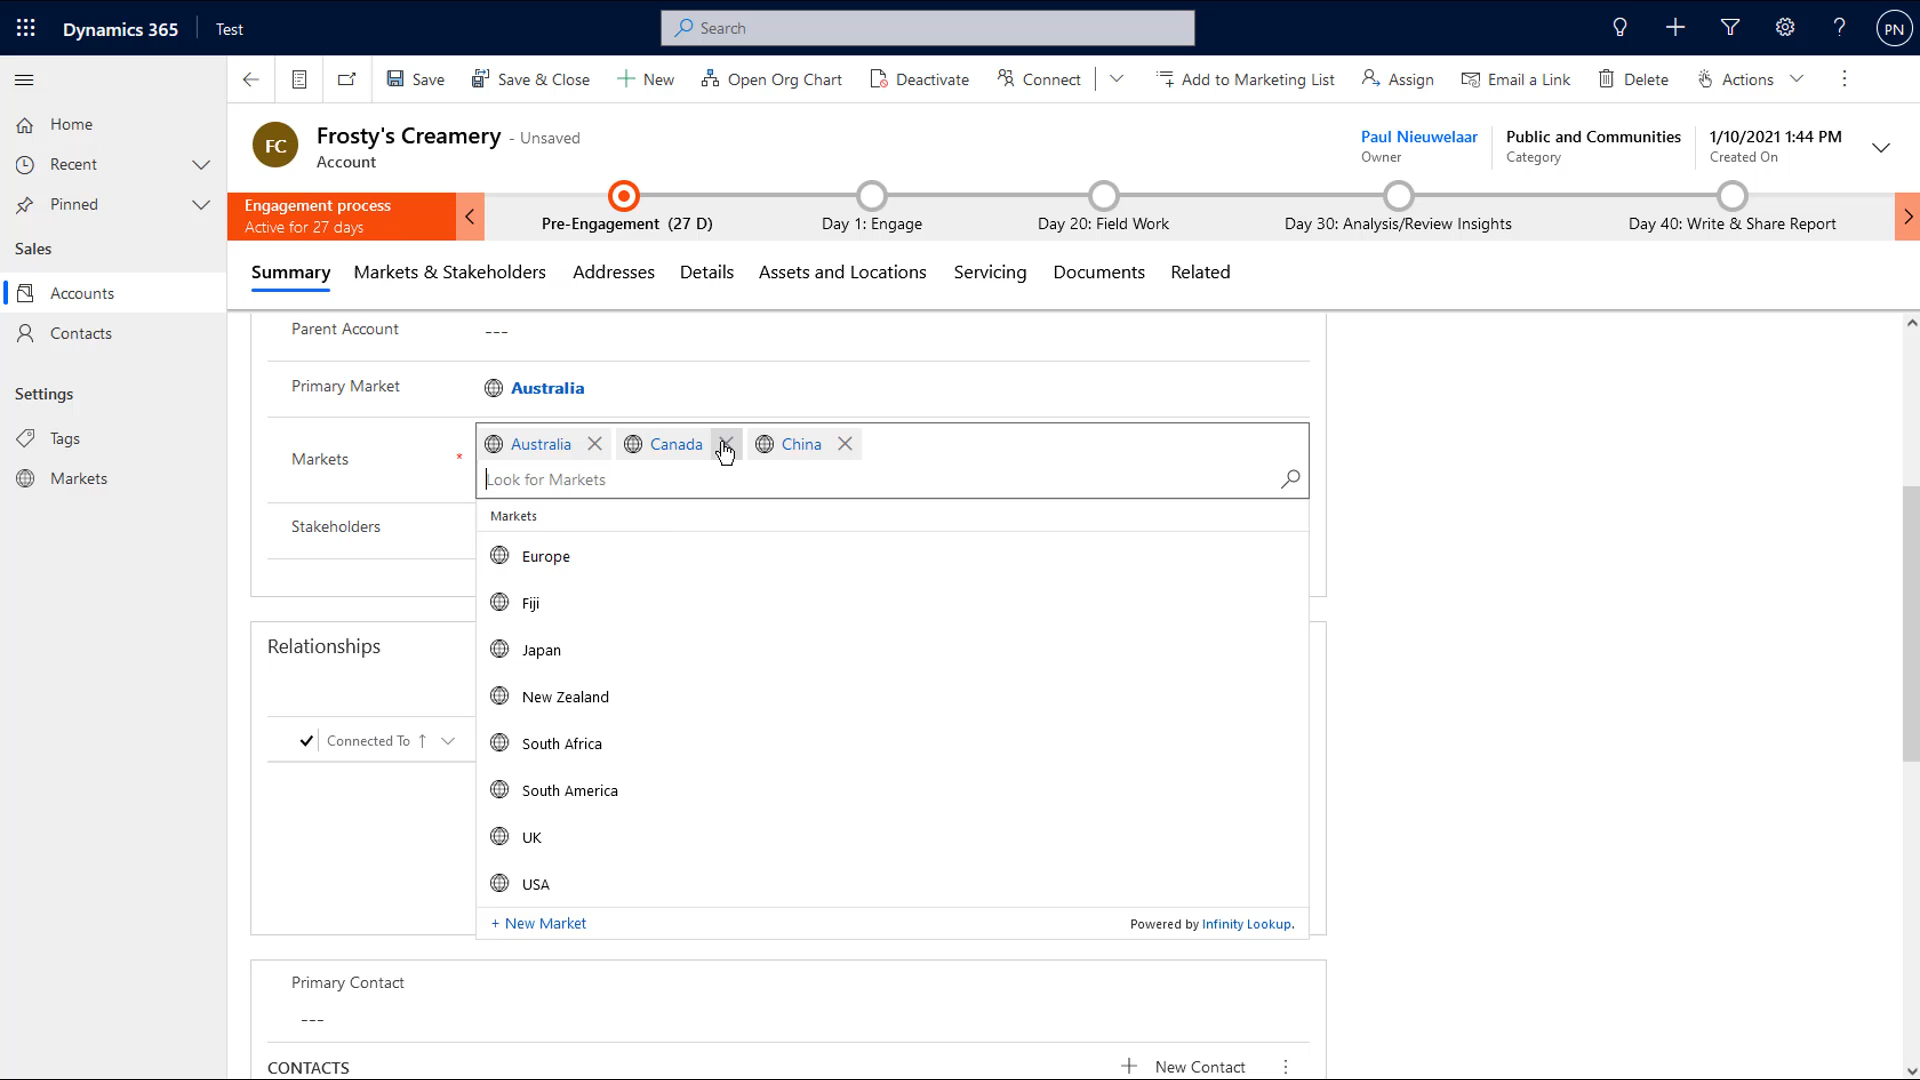 Dynamics 365 Test
Search
PN
Save
Save & Close
New
Open Org Chart
Deactivate
Connect
Add to Marketing List
Assign
Email a Link
Delete
Actions
Home
Recent
Pinned
Sales
Accounts
Contacts
Settings
Tags
Markets
FC
Frosty's Creamery - Unsaved
Account
Paul Nieuwelaar
Owner
Public and Communities
Category
1/10/2021 1:44 PM
Created On
Engagement process
Active for 27 days
Pre-Engagement (27 D)
Day 1: Engage
Day 20: Field Work
Day 30: Analysis/Review Insights
Day 40: Write & Share Report
Summary
Markets & Stakeholders
Addresses
Details
Assets and Locations
Servicing
Documents
Related
Parent Account ---
Primary Market Australia
Markets * Australia Canada China
Look for Markets
Stakeholders
Markets
Europe
Fiji
Japan
New Zealand
South Africa
South America
UK
USA
+ New Market
Powered by Infinity Lookup.
Relationships
Connected To ↑
Primary Contact
---
CONTACTS
New Contact